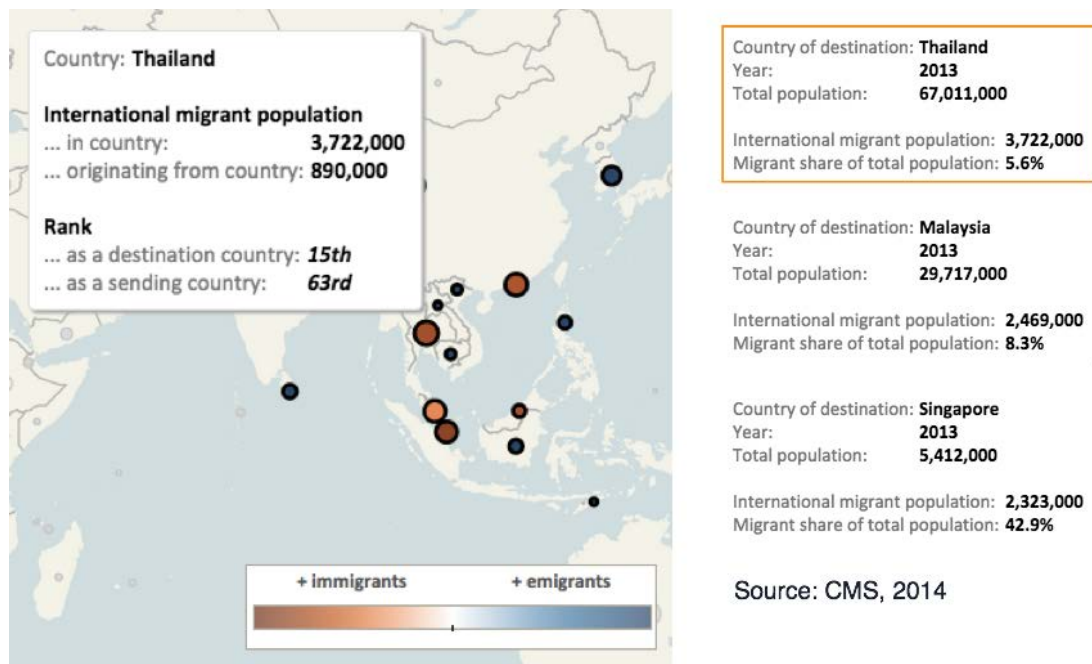 Country: Thailand
International migrant population
... in country: 3,722,000
... originating from country: 890,000
Rank
... as a destination country: 15th
... as a sending country: 63rd
+ immigrants + emigrants
Country of destination: Thailand
Year: 2013
Total population: 67,011,000
International migrant population: 3,722,000
Migrant share of total population: 5.6%
Country of destination: Malaysia
Year: 2013
Total population: 29,717,000
International migrant population: 2,469,000
Migrant share of total population: 8.3%
Country of destination: Singapore
Year: 2013
Total population: 5,412,000
International migrant population: 2,323,000
Migrant share of total population: 42.9%
Source: CMS, 2014